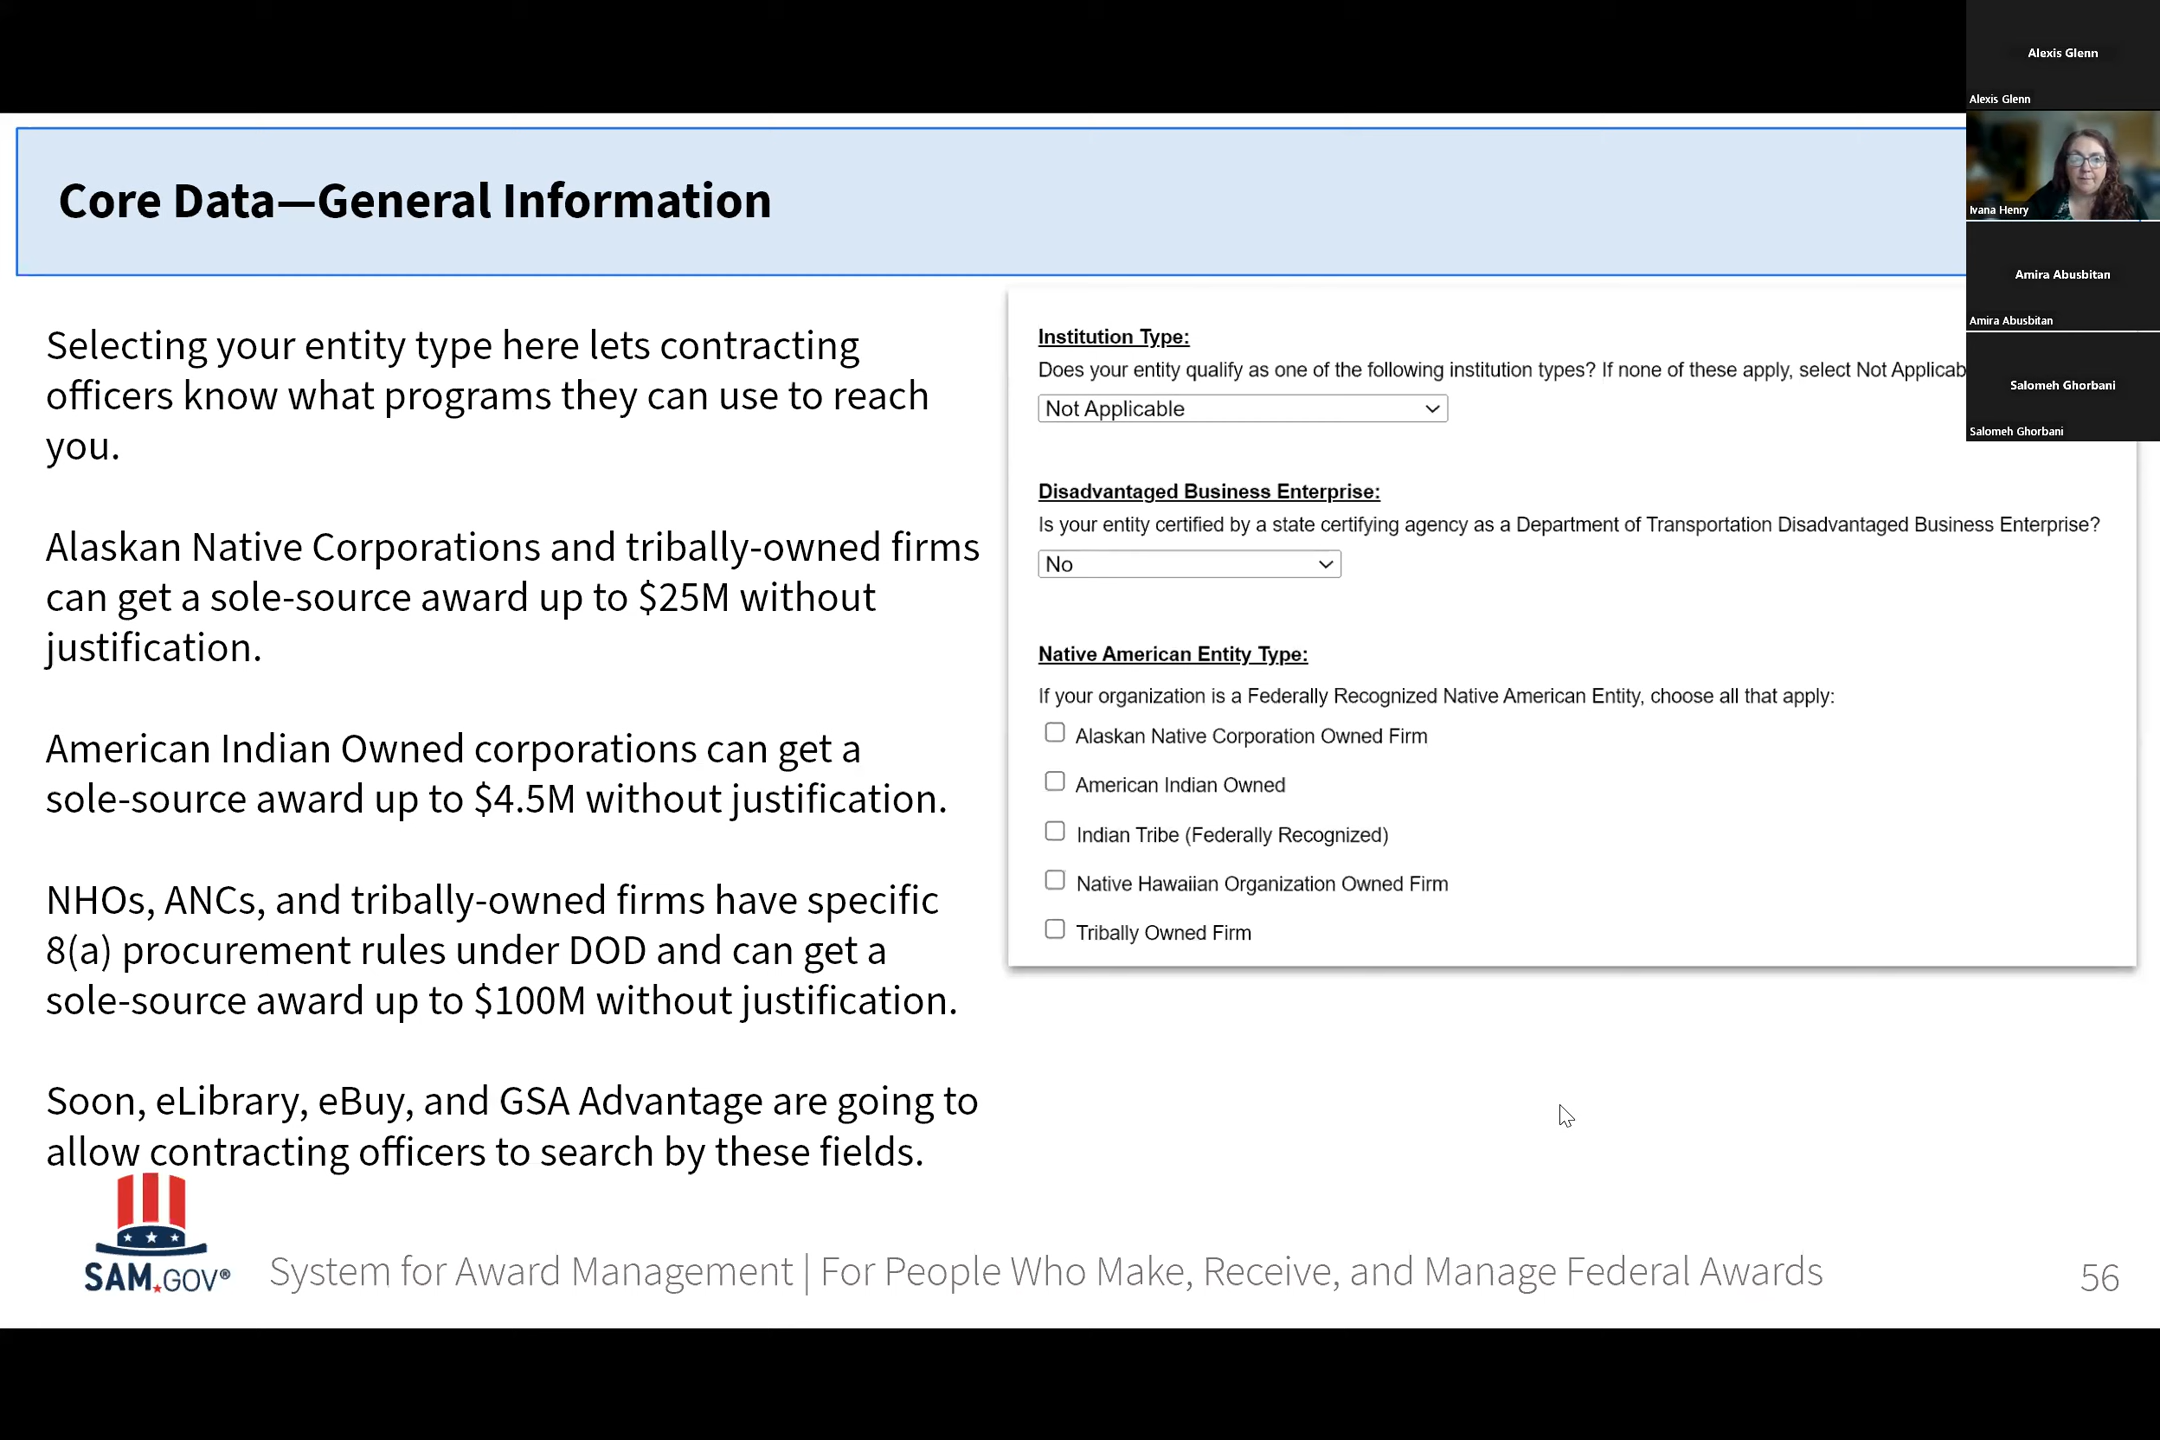 Core Data—General Information
Selecting your entity type here lets contracting
officers know what programs they can use to reach
you.
Alaskan Native Corporations and tribally-owned firms
can get a sole-source award up to $25M without
justification.
American Indian Owned corporations can get a
sole-source award up to $4.5M without justification.
NHOs, ANCs, and tribally-owned firms have specific
8(a) procurement rules under DOD and can get a
sole-source award up to $100M without justification.
Soon, eLibrary, eBuy, and GSA Advantage are going to
allow contracting officers to search by these fields.
Institution Type:
Does your entity qualify as one of the following institution types? If none of these apply, select Not Applicab
Not Applicable
Disadvantaged Business Enterprise:
Is your entity certified by a state certifying agency as a Department of Transportation Disadvantaged Business Enterprise?
No
Native American Entity Type:
If your organization is a Federally Recognized Native American Entity, choose all that apply:
Alaskan Native Corporation Owned Firm
American Indian Owned
Indian Tribe (Federally Recognized)
Native Hawaiian Organization Owned Firm
Tribally Owned Firm
Alexis Glenn
Alexis Glenn
Ivana Henry
Amira Abusbitan
Amira Abusbitan
Salomeh Ghorbani
Salomeh Ghorbani
SAM.GOV®
System for Award Management | For People Who Make, Receive, and Manage Federal Awards
56